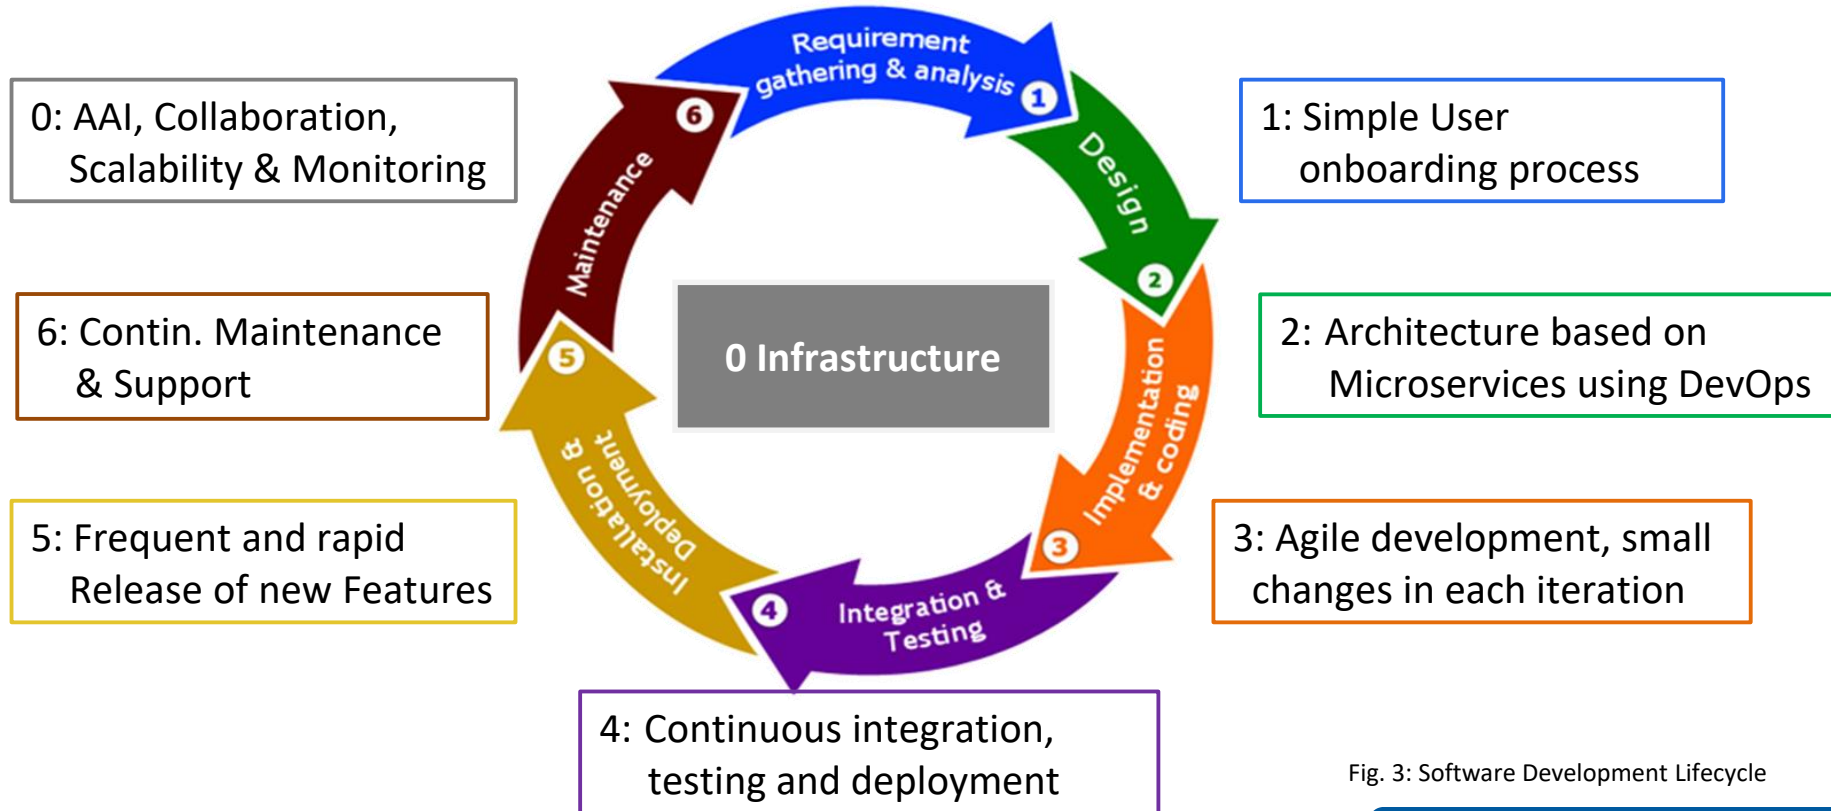 Requirement
gathering & analysis
1
Design
2
Implementation
& coding
3
Integration &
Testing
4
Installation &
Deployment
5
Maintenance
6
0 Infrastructure
0: AAI, Collaboration,
Scalability & Monitoring
1: Simple User
onboarding process
2: Architecture based on
Microservices using DevOps
3: Agile development, small
changes in each iteration
4: Continuous integration,
testing and deployment
5: Frequent and rapid
Release of new Features
6: Contin. Maintenance
& Support
Fig. 3: Software Development Lifecycle